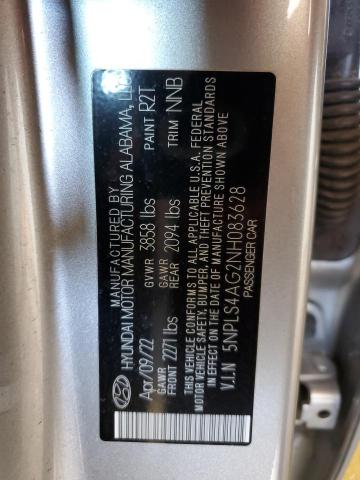 MANUFACTURED BY
HYUNDAI MOTOR MANUFACTURING ALABAMA, LLC
Apr/09/22 GVWR 3858 lbs PAINT R2T
GAWR FRONT 2271 lbs GAWR REAR 2094 lbs TRIM NNB
THIS VEHICLE CONFORMS TO ALL APPLICABLE U.S.A. FEDERAL
MOTOR VEHICLE SAFETY, BUMPER, AND THEFT PREVENTION STANDARDS
IN EFFECT ON THE DATE OF MANUFACTURE SHOWN ABOVE
V.I.N 5NPLS4AG2NH083628
PASSENGER CAR